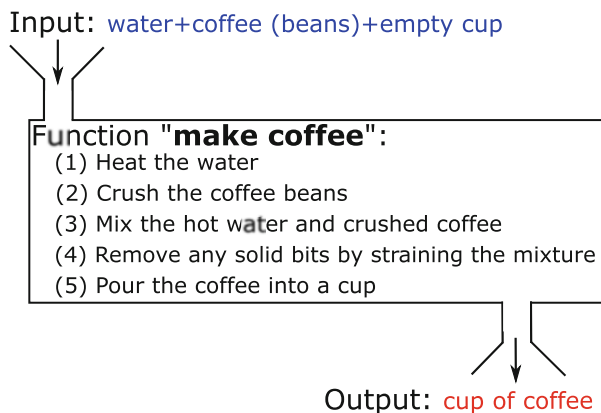 Input: water+coffee (beans)+empty cup
Function "make coffee":
(1) Heat the water
(2) Crush the coffee beans
(3) Mix the hot water and crushed coffee
(4) Remove any solid bits by straining the mixture
(5) Pour the coffee into a cup
Output: cup of coffee